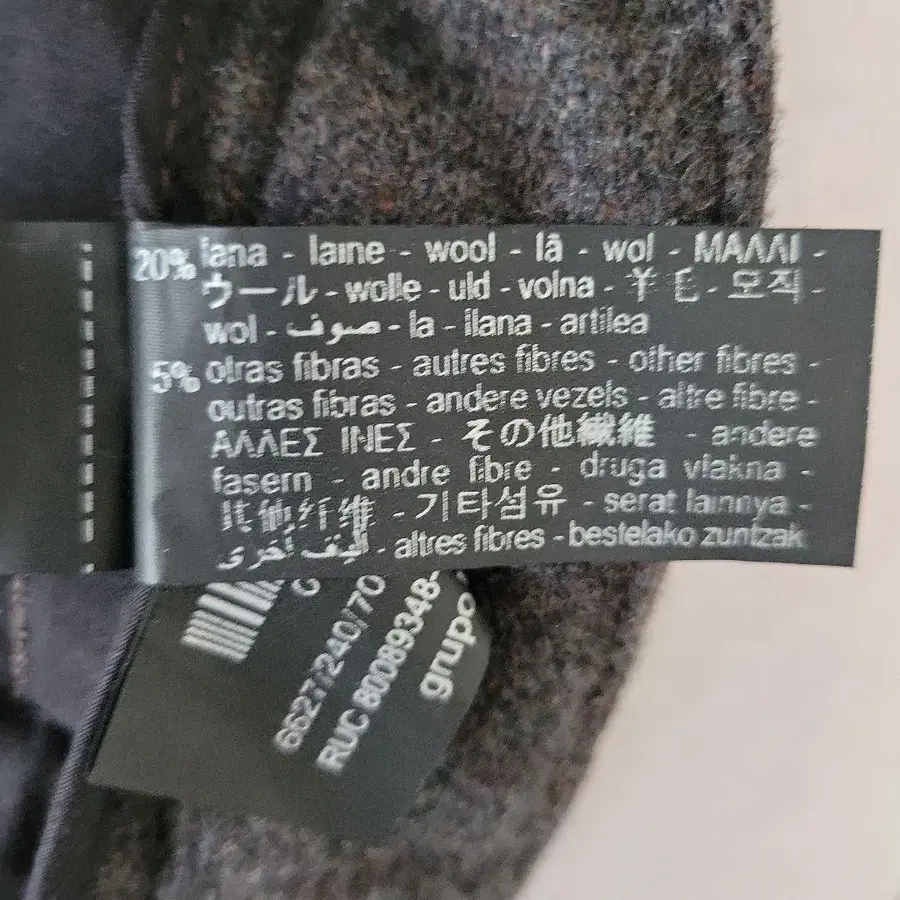 20% lana - laine - wool - lã - wol - ΜΑΛΛΙ -
ウール - wolle - uld - volna - 羊毛 - 모직 -
wol - صوف - la - ilana - artilea
5% otras fibras - autres fibres - other fibres -
outras fibras - andere vezels - altre fibre -
ΑΛΛΕΣ ΙΝΕΣ - その他繊維 - andere
fasern - andre fibre - druga vlakna -
其他纤维 - 기타섬유 - serat lainnya -
أليف أخرى - altres fibres - bestelako zuntzak
6627/240/70
RUC 80089348-
grupo